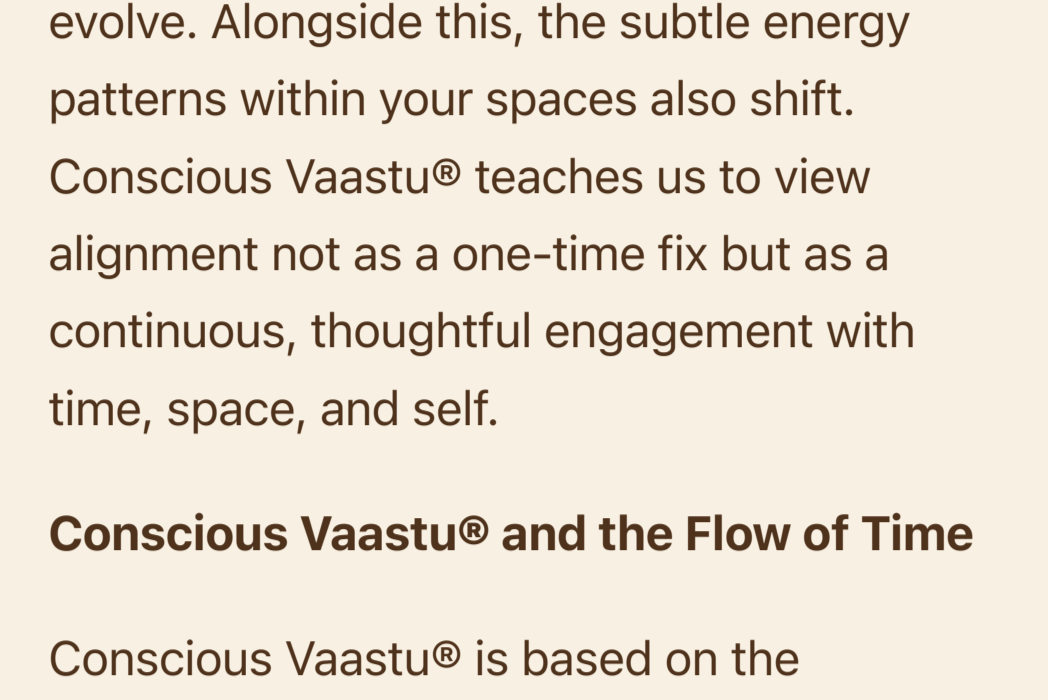 evolve. Alongside this, the subtle energy
patterns within your spaces also shift.
Conscious Vaastu® teaches us to view
alignment not as a one-time fix but as a
continuous, thoughtful engagement with
time, space, and self.
Conscious Vaastu® and the Flow of Time
Conscious Vaastu® is based on the